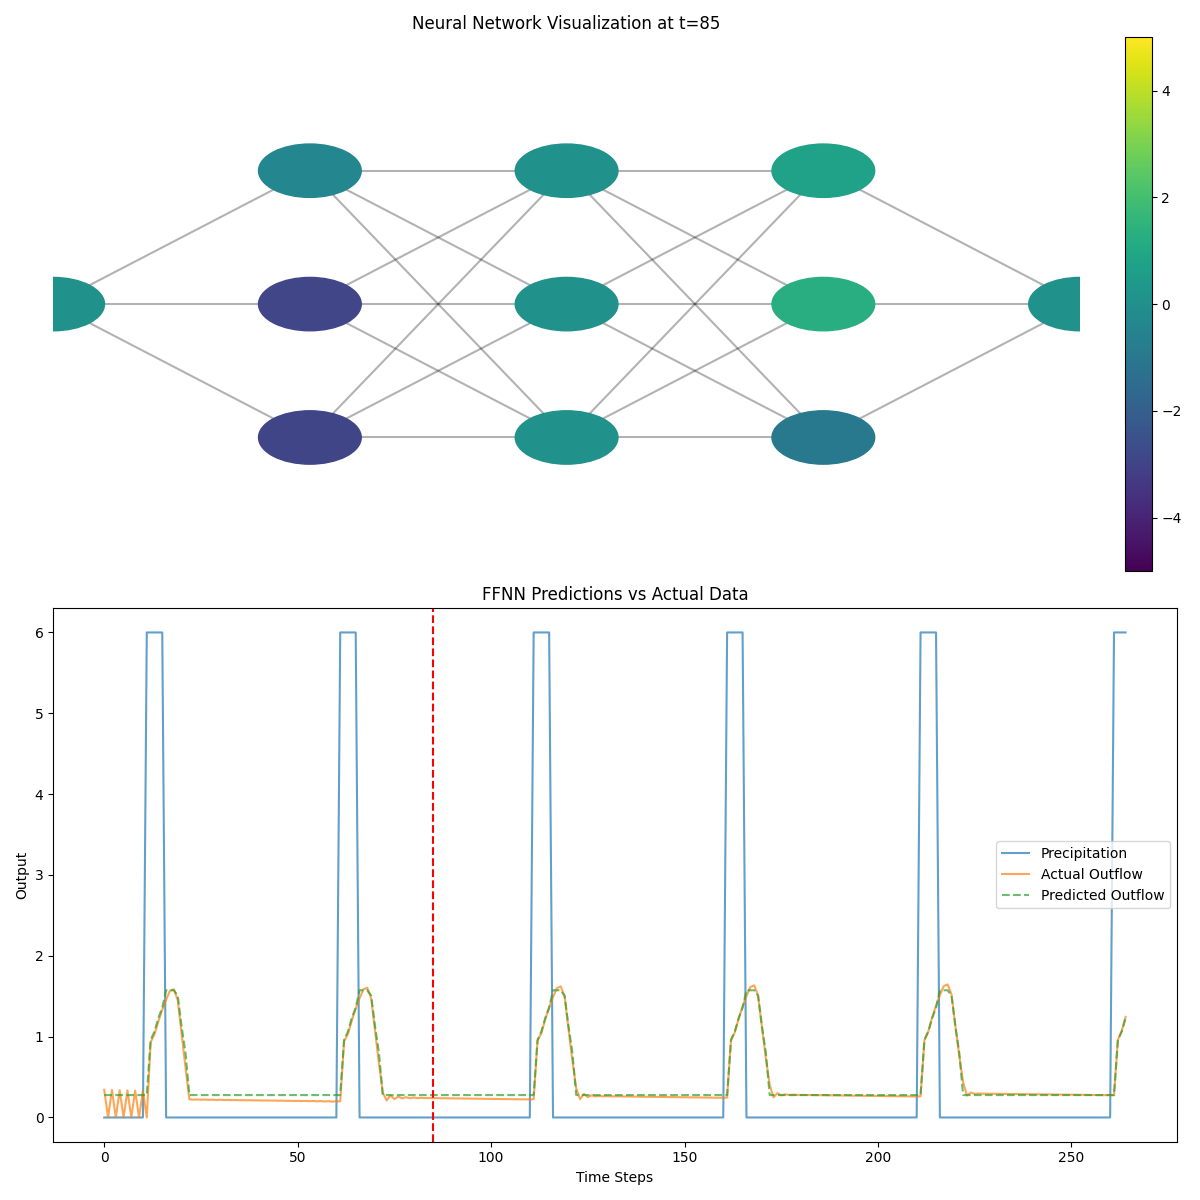 Neural Network Visualization at t=85
4
2
0
−2
−4
FFNN Predictions vs Actual Data
Output
6
5
4
3
2
1
0
Precipitation
Actual Outflow
Predicted Outflow
0 50 100 150 200 250
Time Steps